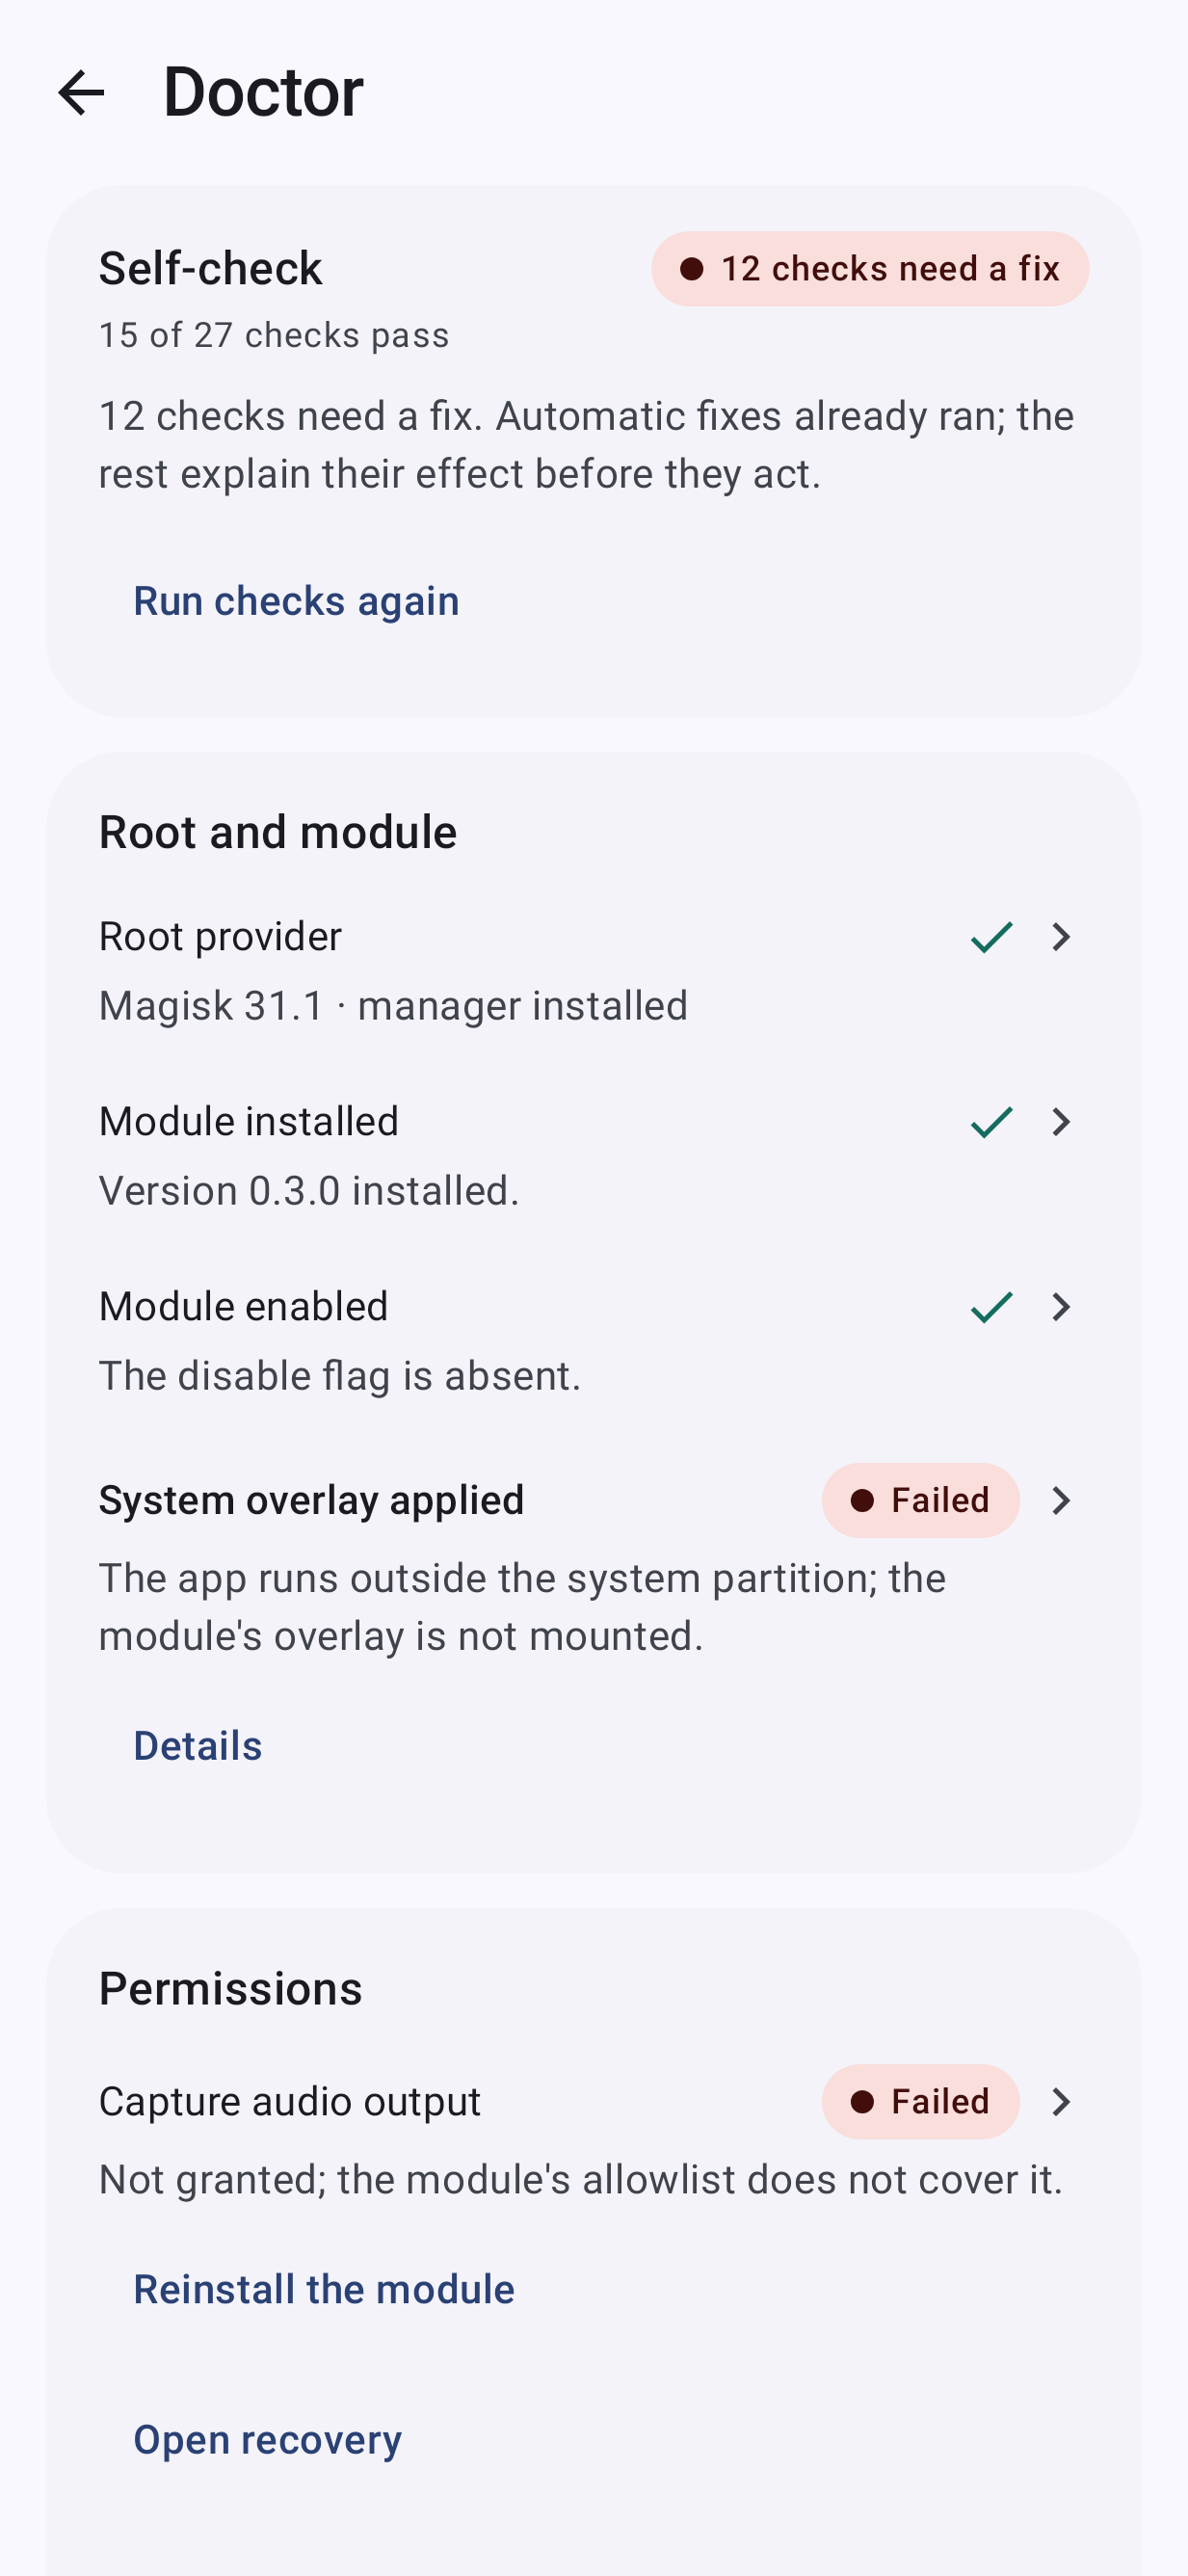 Doctor
Self-check
12 checks need a fix
15 of 27 checks pass
12 checks need a fix. Automatic fixes already ran; the
rest explain their effect before they act.
Run checks again
Root and module
Root provider
Magisk 31.1 · manager installed
Module installed
Version 0.3.0 installed.
Module enabled
The disable flag is absent.
System overlay applied
Failed
The app runs outside the system partition; the
module's overlay is not mounted.
Details
Permissions
Capture audio output
Failed
Not granted; the module's allowlist does not cover it.
Reinstall the module
Open recovery